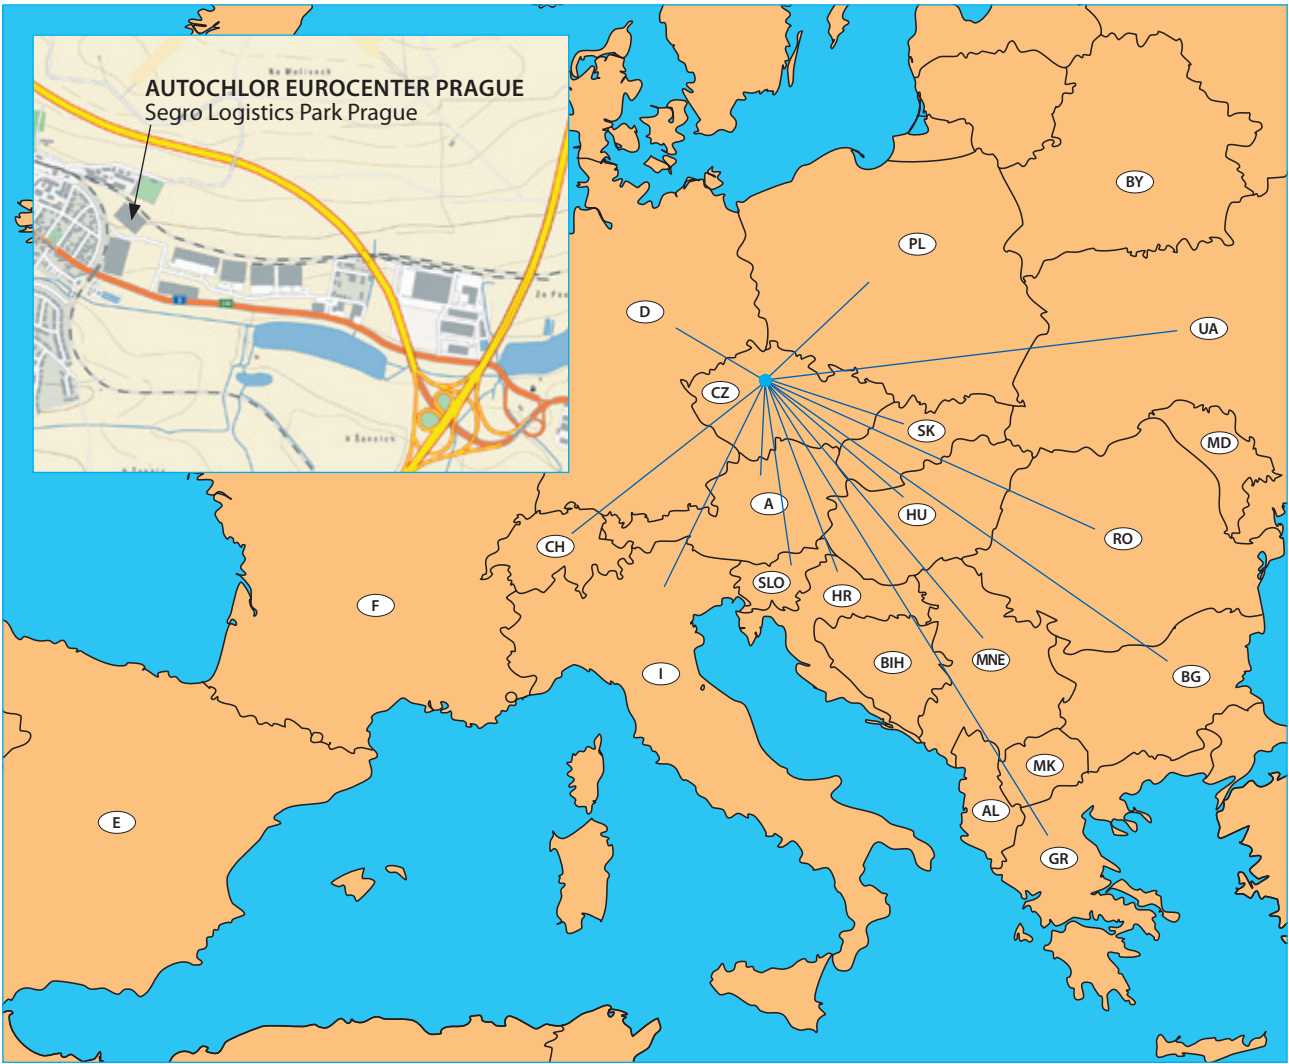 AUTOCHLOR EUROCENTER PRAGUE
Segro Logistics Park Prague
BY
PL
D
UA
CZ
SK
MD
A
HU
RO
CH
SLO
HR
F
BIH
MNE
I
BG
MK
AL
E
GR